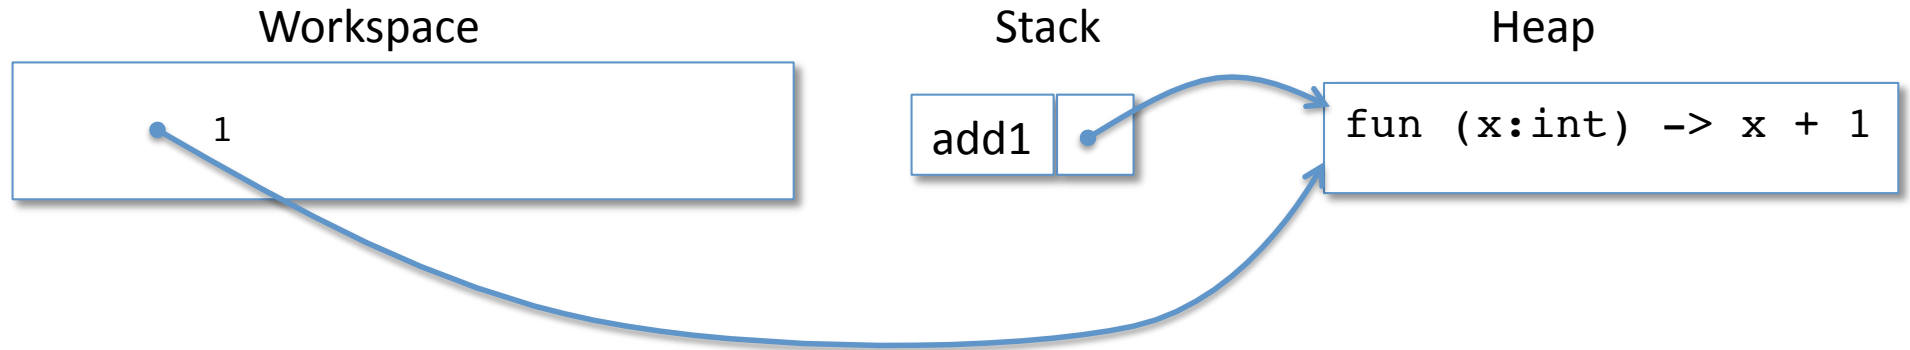 Workspace
Stack
Heap
1
add1
fun (x:int) -> x + 1